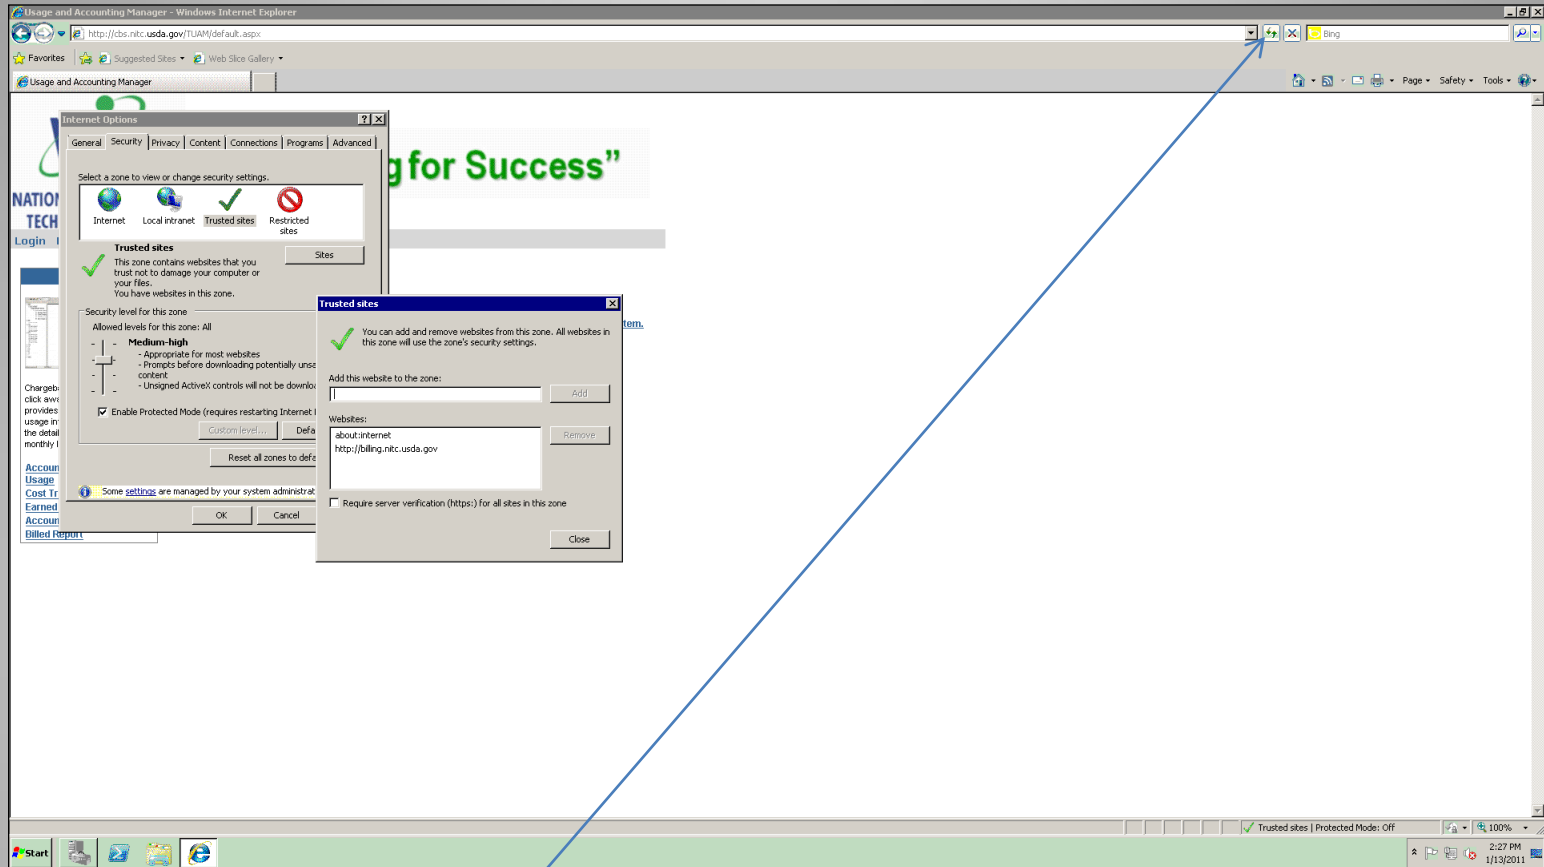 Usage and Accounting Manager - Windows Internet Explorer
http://cbs.nitc.usda.gov/TUAM/default.aspx
Bing
Favorites
Suggested Sites
Web Slice Gallery
Usage and Accounting Manager
Page
Safety
Tools
Internet Options
General Security Privacy Content Connections Programs Advanced
Select a zone to view or change security settings.
Internet
Local intranet
Trusted sites
Restricted
sites
Trusted sites
This zone contains websites that you
trust not to damage your computer or
your files.
You have websites in this zone.
Sites
Security level for this zone
Allowed levels for this zone: All
Medium-high
- Appropriate for most websites
- Prompts before downloading potentially unsa
content
- Unsigned ActiveX controls will not be downloa
Enable Protected Mode (requires restarting Internet
Custom level...
Defa
Reset all zones to defa
Some settings are managed by your system administrat
OK
Cancel
g for Success”
NATION
TECH
Login
tem.
Chargeb
click awa
provides
usage in
the detail
monthly
Accoun
Usage
Cost Tr
Earned
Accoun
Billed Report
Trusted sites
You can add and remove websites from this zone. All websites in
this zone will use the zone's security settings.
Add this website to the zone:
Add
Websites:
about:internet
http://billing.nitc.usda.gov
Remove
Require server verification (https:) for all sites in this zone
Close
Trusted sites | Protected Mode: Off
100%
Start
2:27 PM
1/13/2011